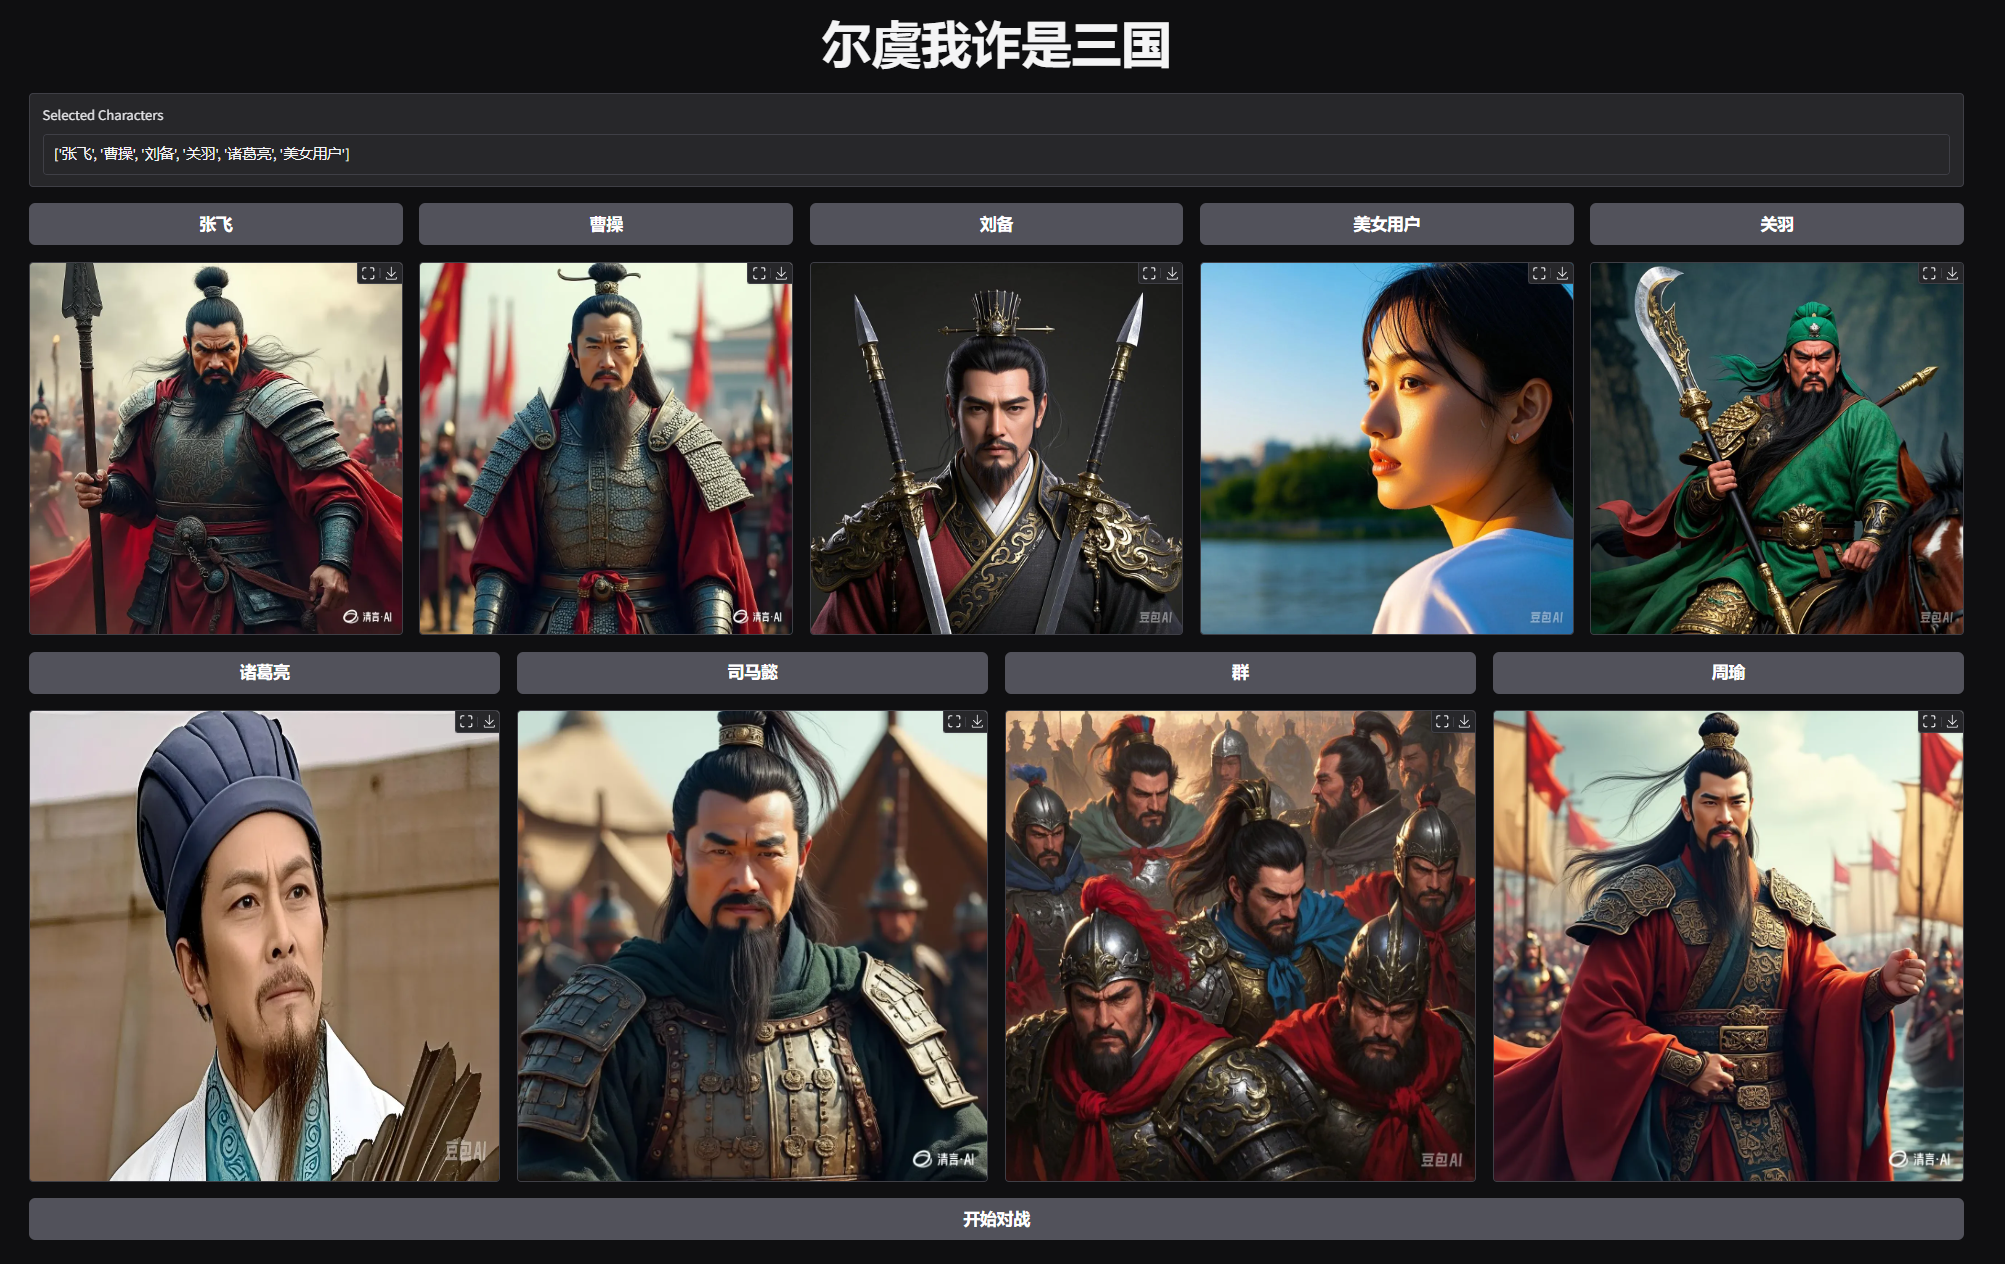 尔虞我诈是三国
Selected Characters
['张飞', '曹操', '刘备', '关羽', '诸葛亮', '美女用户']
张飞
曹操
刘备
美女用户
关羽
清言·AI
清言·AI
豆包AI
豆包AI
豆包AI
诸葛亮
司马懿
群
周瑜
豆包AI
清言·AI
豆包AI
清言·AI
开始对战